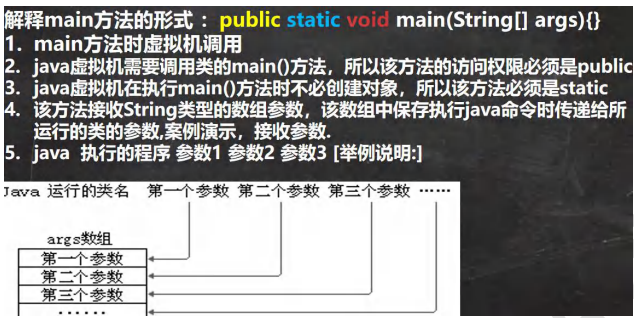 解释main方法的形式：public static void main(String[] args){}
1. main方法时虚拟机调用
2. java虚拟机需要调用类的main()方法，所以该方法的访问权限必须是public
3. java虚拟机在执行main()方法时不必创建对象，所以该方法必须是static
4. 该方法接收String类型的数组参数，该数组中保存执行java命令时传递给所
运行的类的参数,案例演示，接收参数.
5. java 执行的程序 参数1 参数2 参数3 [举例说明:]
Java 运行的类名 第一个参数 第二个参数 第三个参数 ……
args数组
第一个参数
第二个参数
第三个参数
……